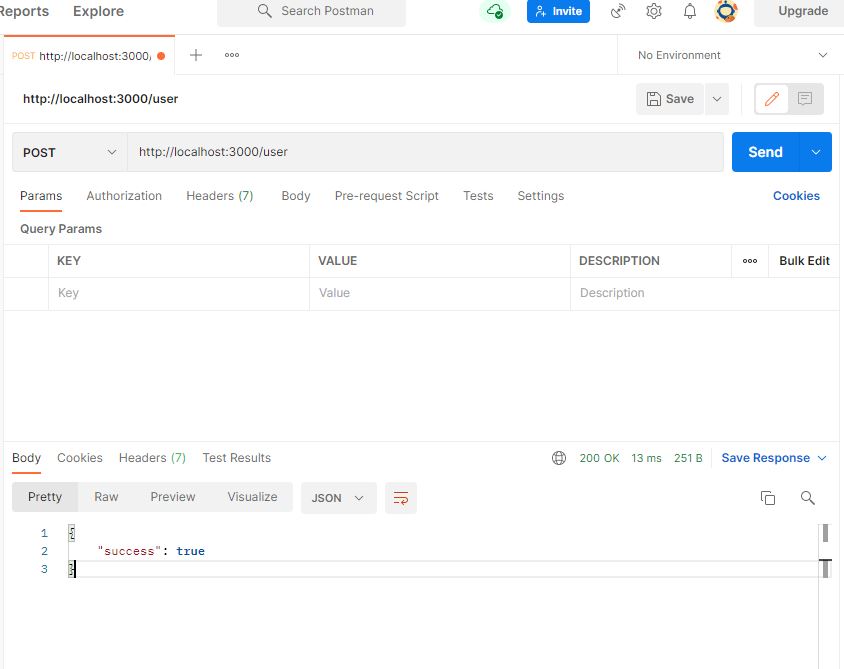 Reports Explore Search Postman Invite Upgrade
POST http://localhost:3000/ No Environment
http://localhost:3000/user Save
POST http://localhost:3000/user Send
Params Authorization Headers (7) Body Pre-request Script Tests Settings Cookies
Query Params
KEY VALUE DESCRIPTION Bulk Edit
Key Value Description
Body Cookies Headers (7) Test Results 200 OK 13 ms 251 B Save Response
Pretty Raw Preview Visualize JSON
1 {
2 "success": true
3 }